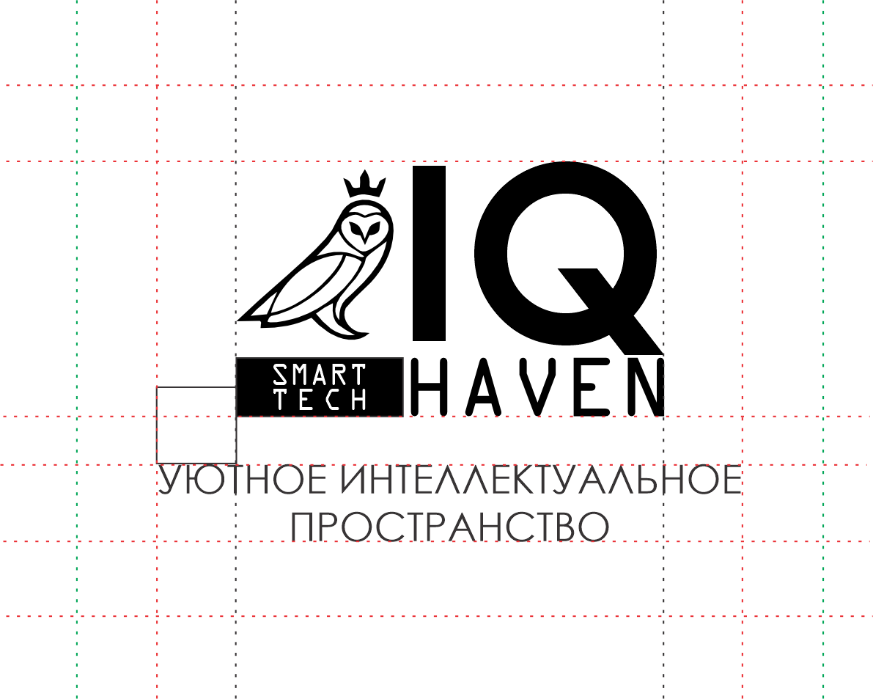 IQ
SMART
TECH
HAVEN
УЮТНОЕ ИНТЕЛЛЕКТУАЛЬНОЕ
ПРОСТРАНСТВО